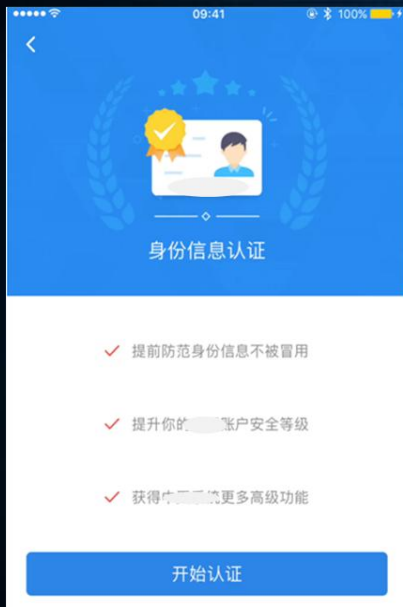 09:41
100%
身份信息认证
提前防范身份信息不被冒用
提升你的 账户安全等级
获得 更多高级功能
开始认证